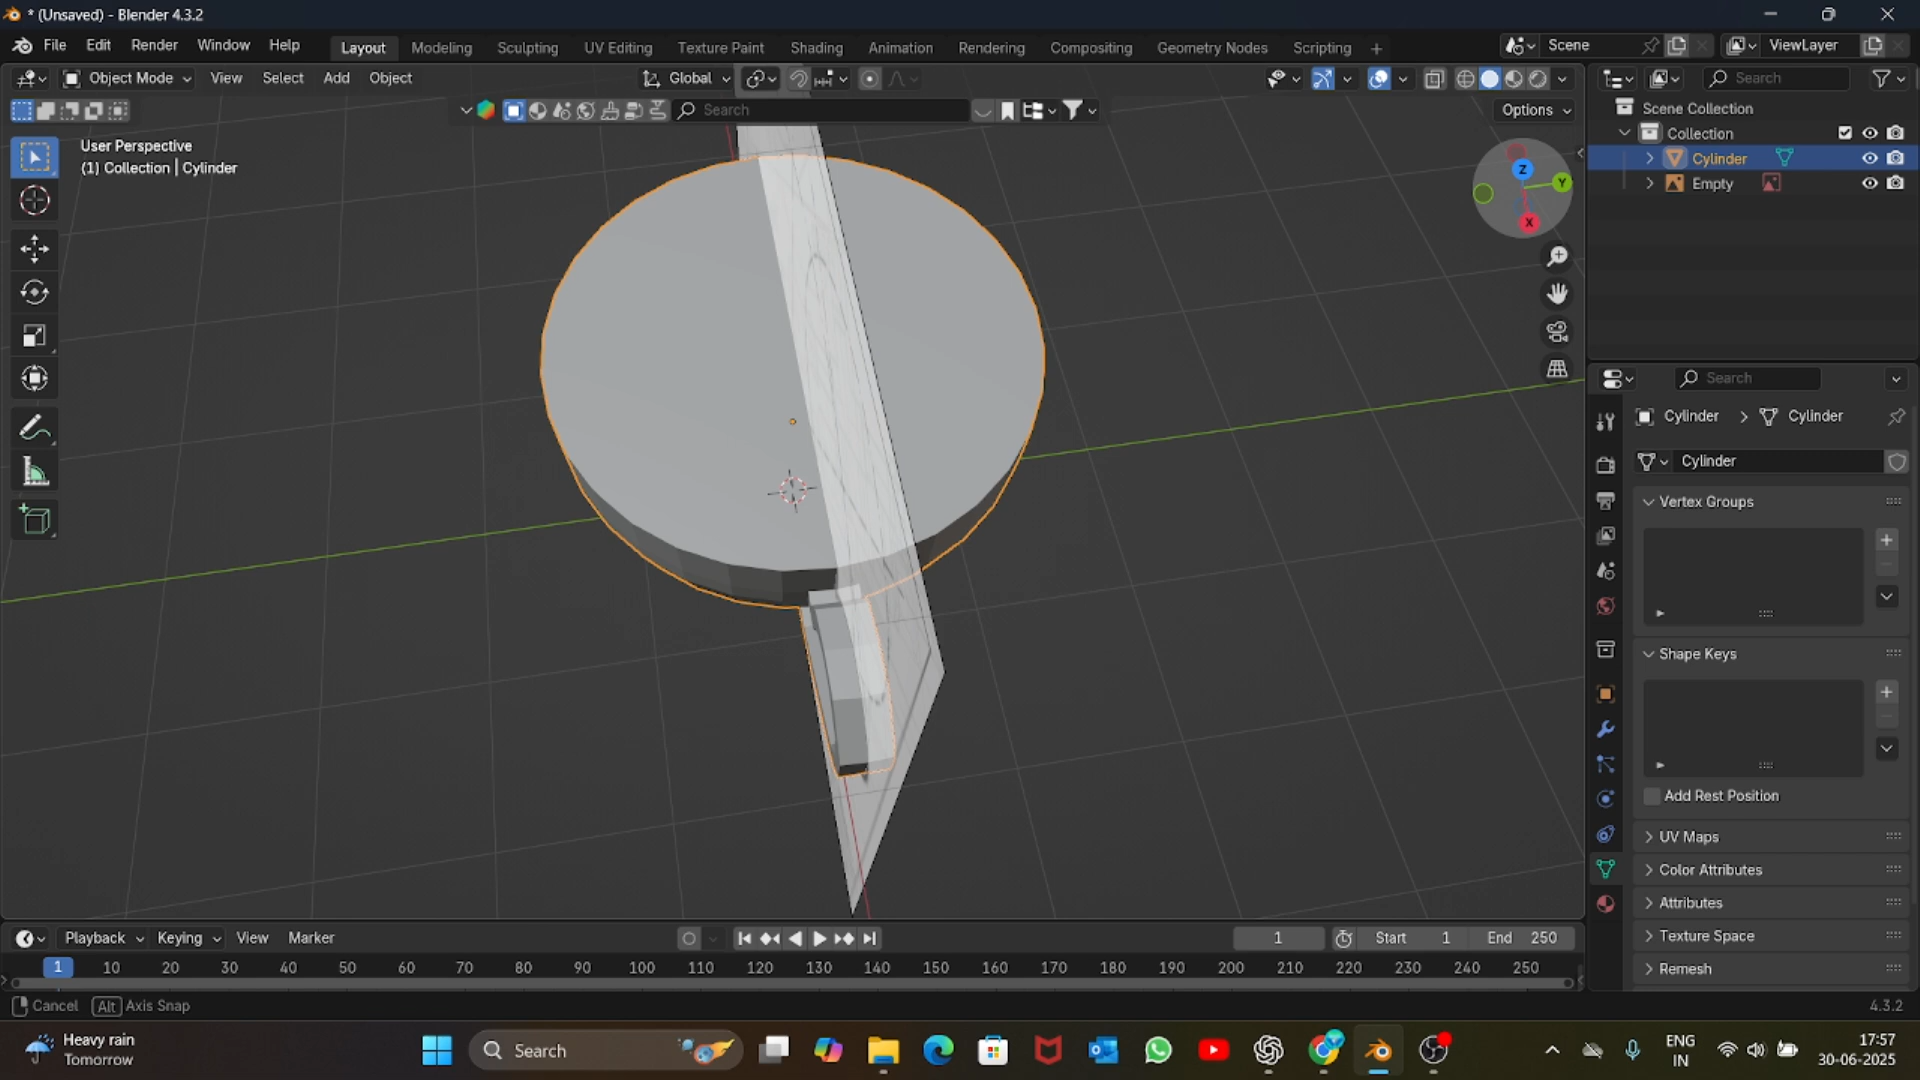 * (Unsaved) - Blender 4.3.2
File Edit Render Window Help
Layout Modeling Sculpting UV Editing Texture Paint Shading Animation Rendering Compositing Geometry Nodes Scripting +
Scene
ViewLayer
Object Mode View Select Add Object
Global
Search
Search
Options
User Perspective
(1) Collection | Cylinder
Z
Y
X
Scene Collection
Collection
Cylinder
Empty
Search
Cylinder > Cylinder
Cylinder
Vertex Groups
Shape Keys
Add Rest Position
UV Maps
Color Attributes
Attributes
Texture Space
Remesh
Playback Keying View Marker
1
Start 1 End 250
1 10 20 30 40 50 60 70 80 90 100 110 120 130 140 150 160 170 180 190 200 210 220 230 240 250
Cancel Alt Axis Snap
4.3.2
Heavy rain
Tomorrow
Search
ENG
IN
17:57
30-06-2025